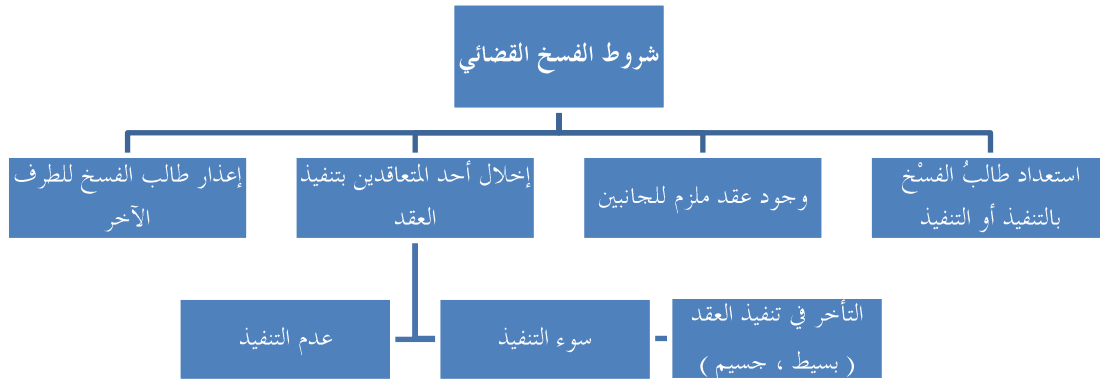 شروط الفسخ القضائي
استعداد طالبُ الفسْخ
بالتنفيذ أو التنفيذ
وجود عقد ملزم للجانبين
إخلال أحد المتعاقدين بتنفيذ
العقد
إعذار طالب الفسخ للطرف
الآخر
التأخر في تنفيذ العقد
( بسيط ، جسيم )
سوء التنفيذ
عدم التنفيذ